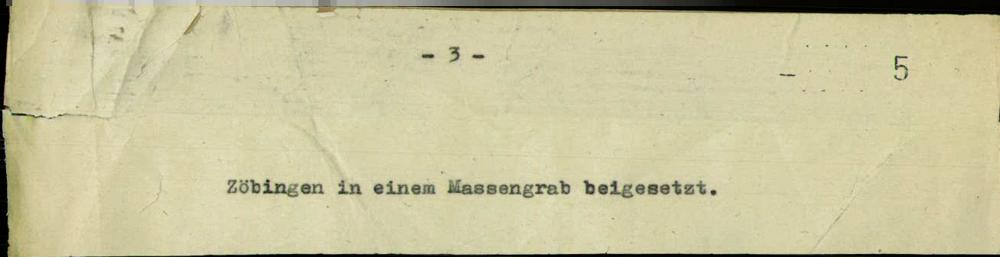 - 3 -
- 5
Zöbingen in einem Massengrab beigesetzt.